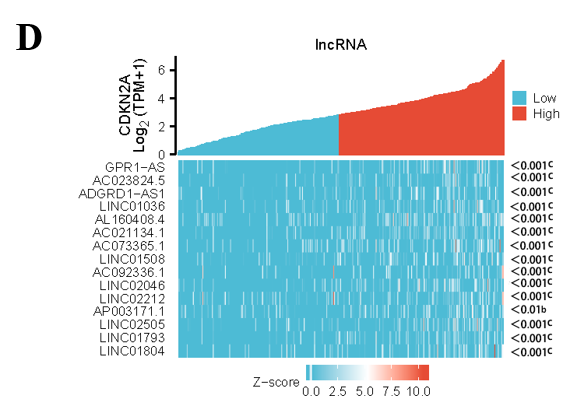 D
lncRNA
CDKN2A
Log2 (TPM+1)
6
4
2
0
Low
High
GPR1-AS <0.001c
AC023824.5 <0.001c
ADGRD1-AS1 <0.001c
LINC01036 <0.001c
AL160408.4 <0.001c
AC021134.1 <0.001c
AC073365.1 <0.001c
LINC01508 <0.001c
AC092336.1 <0.001c
LINC02046 <0.001c
LINC02212 <0.001c
AP003171.1 <0.01b
LINC02505 <0.001c
LINC01793 <0.001c
LINC01804 <0.001c
Z-score 0.0 2.5 5.0 7.5 10.0